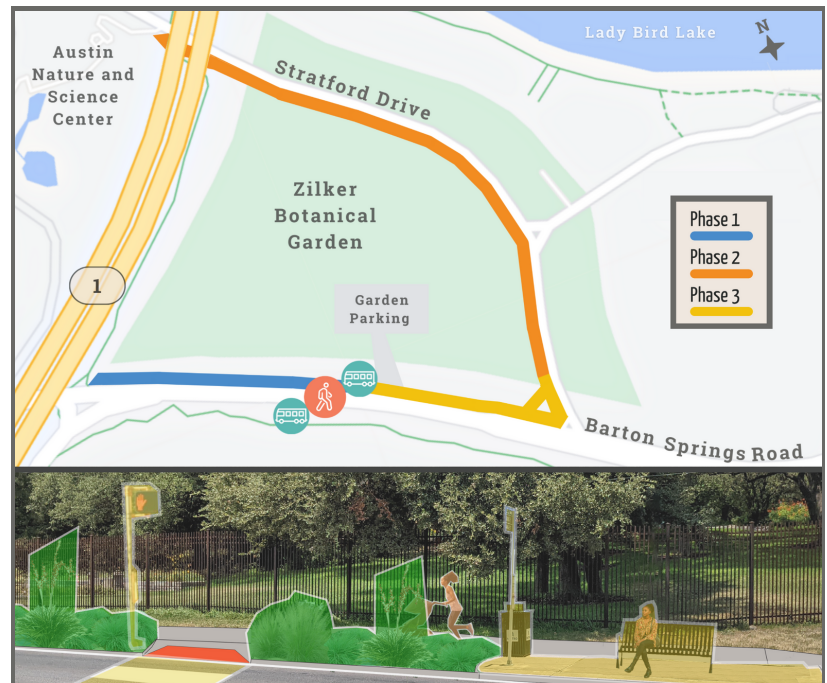 Lady Bird Lake
N
Austin
Nature and
Science
Center
Stratford Drive
Zilker
Botanical
Garden
1
Phase 1
Phase 2
Phase 3
Garden
Parking
Barton Springs Road